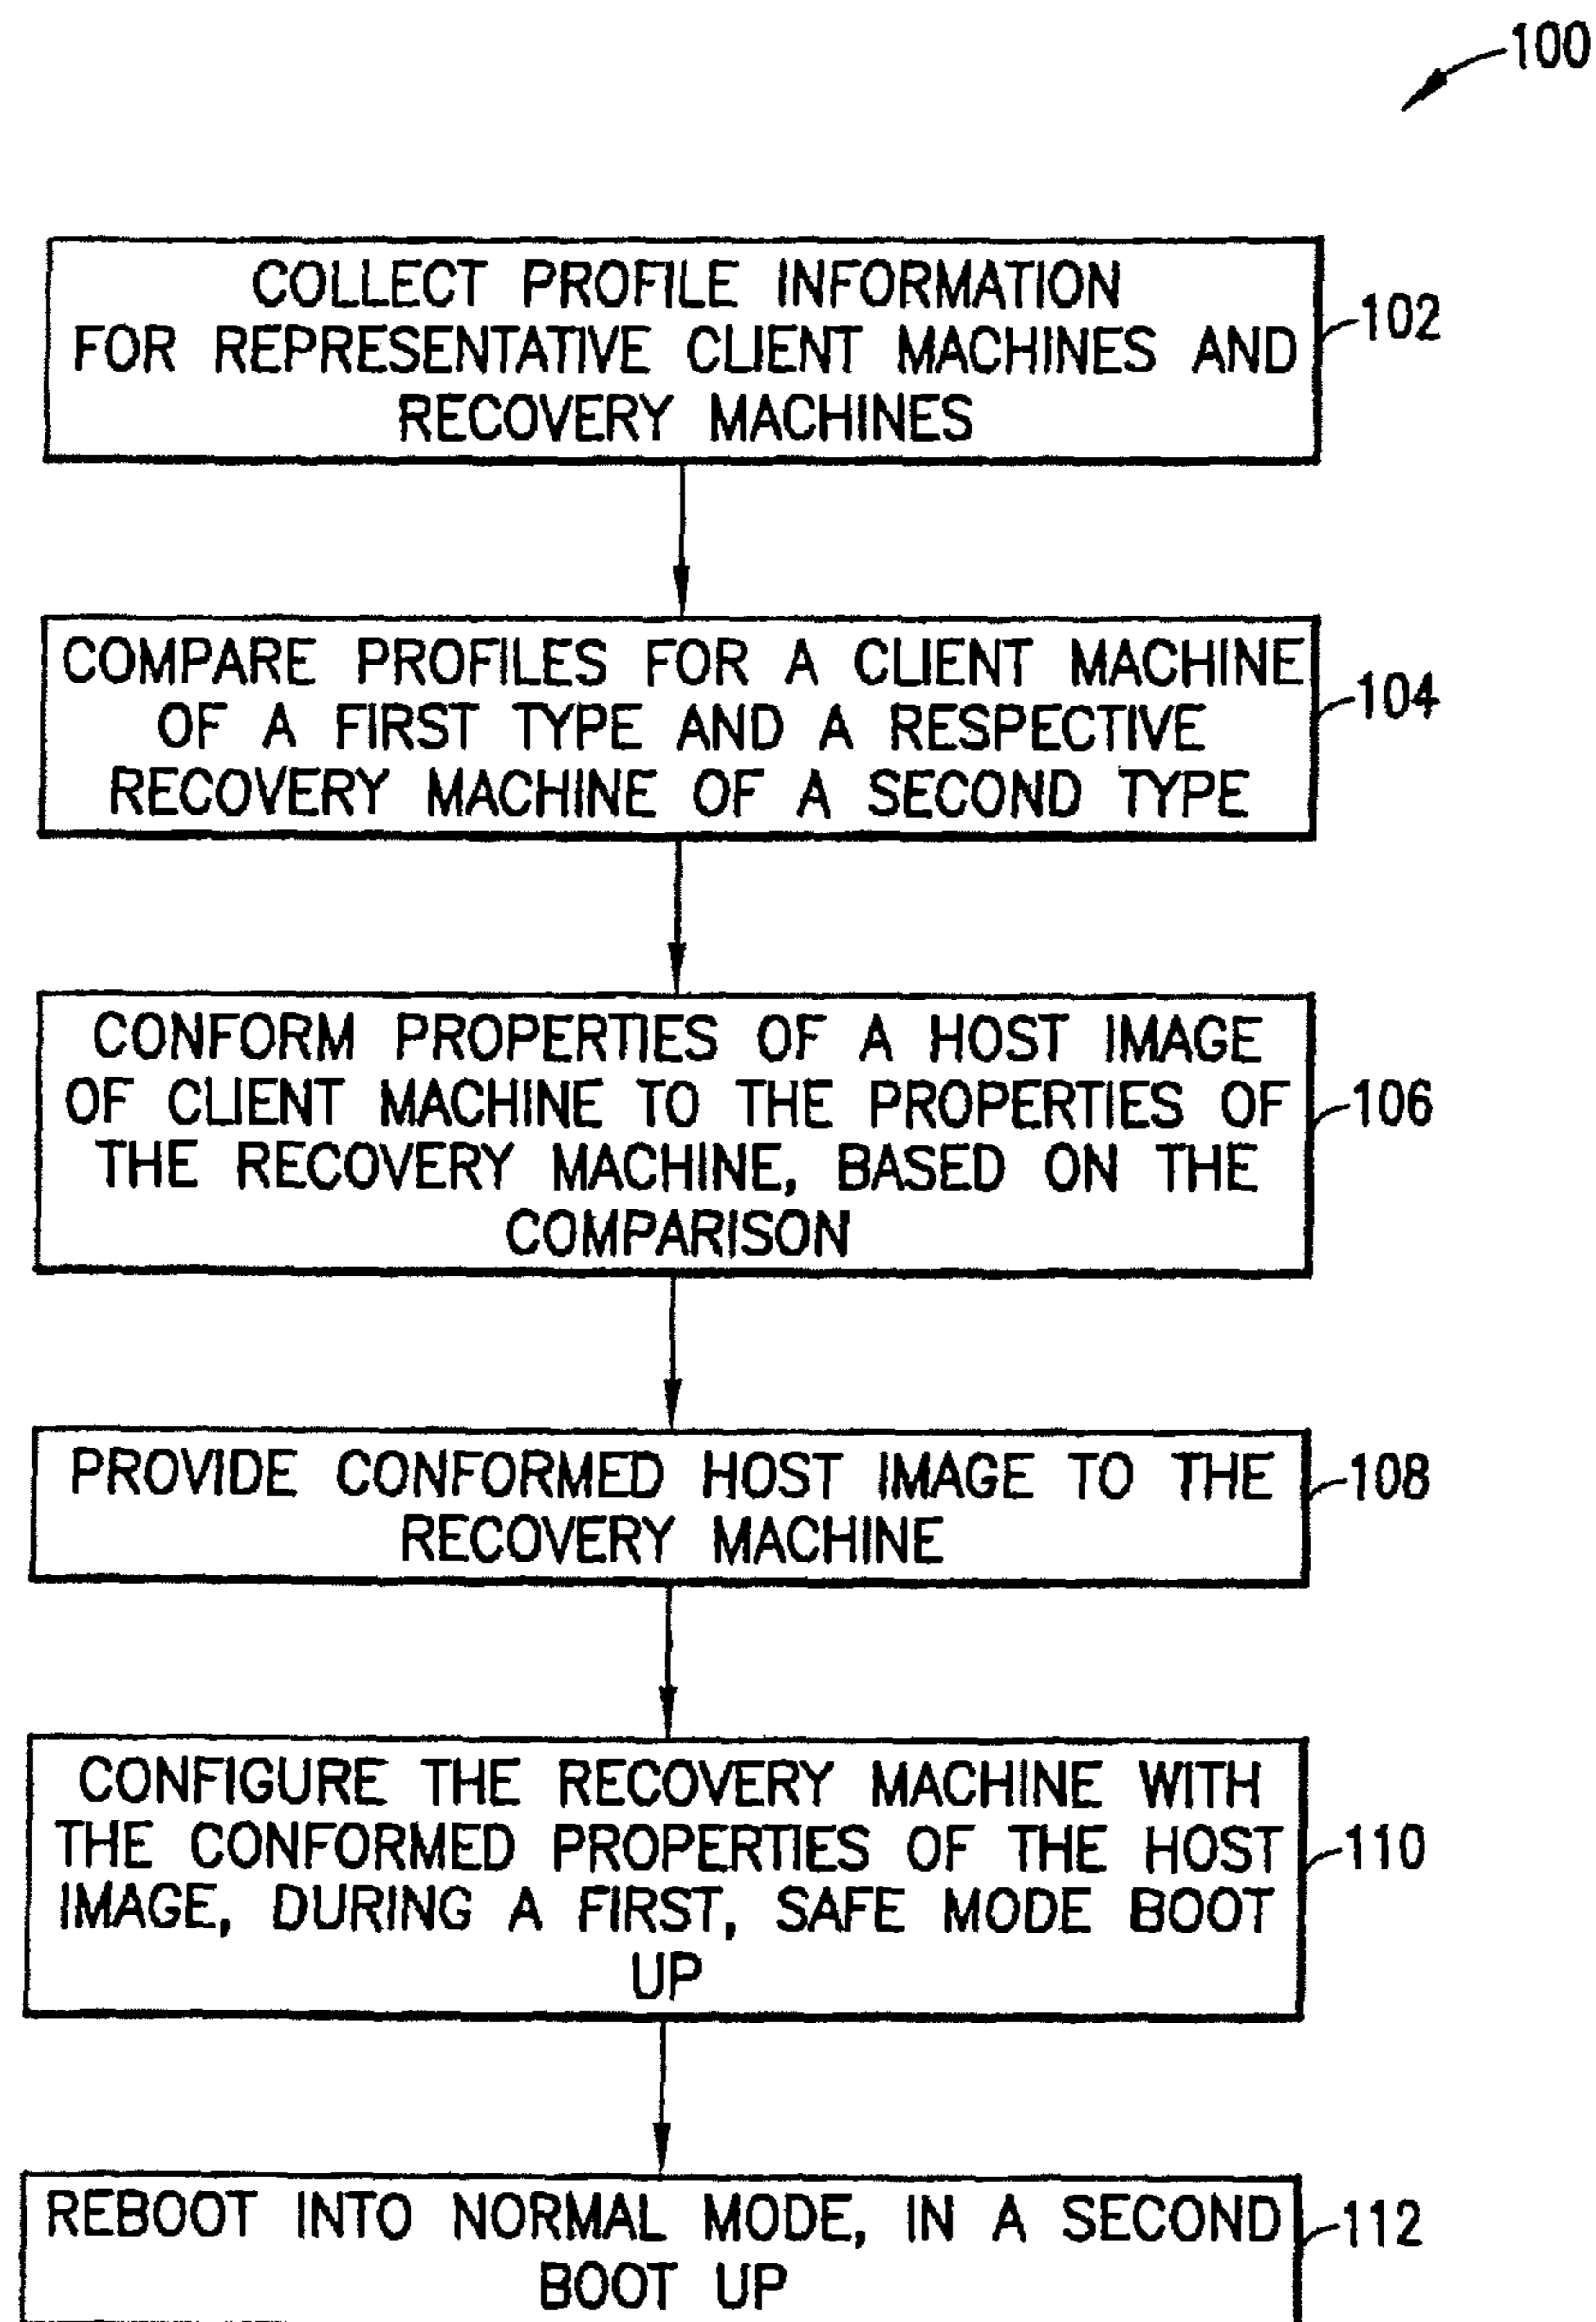 100
COLLECT PROFILE INFORMATION
FOR REPRESENTATIVE CLIENT MACHINES AND
RECOVERY MACHINES
102
COMPARE PROFILES FOR A CLIENT MACHINE
OF A FIRST TYPE AND A RESPECTIVE
RECOVERY MACHINE OF A SECOND TYPE
104
CONFORM PROPERTIES OF A HOST IMAGE
OF CLIENT MACHINE TO THE PROPERTIES OF
THE RECOVERY MACHINE, BASED ON THE
COMPARISON
106
PROVIDE CONFORMED HOST IMAGE TO THE
RECOVERY MACHINE
108
CONFIGURE THE RECOVERY MACHINE WITH
THE CONFORMED PROPERTIES OF THE HOST
IMAGE, DURING A FIRST, SAFE MODE BOOT
UP
110
REBOOT INTO NORMAL MODE, IN A SECOND
BOOT UP
112